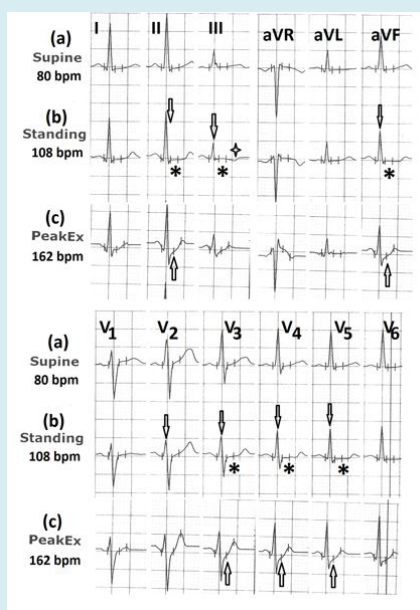 I II III aVR aVL aVF
(a)
Supine
80 bpm
(b)
Standing
108 bpm
* * *
(c)
PeakEx
162 bpm
V1 V2 V3 V4 V5 V6
(a)
Supine
80 bpm
(b)
Standing
108 bpm
* * *
(c)
PeakEx
162 bpm